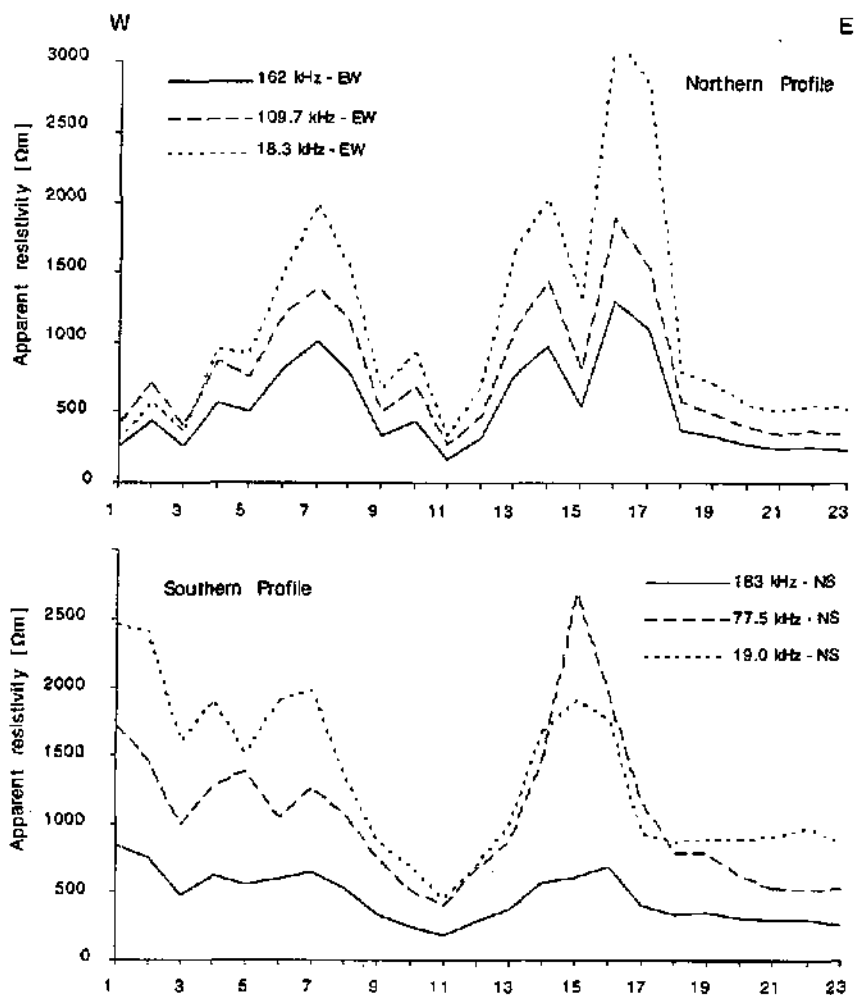 W E
3000
2500
2000
1500
1000
500
0
Apparent resistivity [Ωm]
162 kHz - EW
109.7 kHz - EW
18.3 kHz - EW
Northern Profile
1 3 5 7 9 11 13 15 17 19 21 23
2500
2000
1500
1000
500
0
Apparent resistivity [Ωm]
Southern Profile
183 kHz - NS
77.5 kHz - NS
19.0 kHz - NS
1 3 5 7 9 11 13 15 17 19 21 23